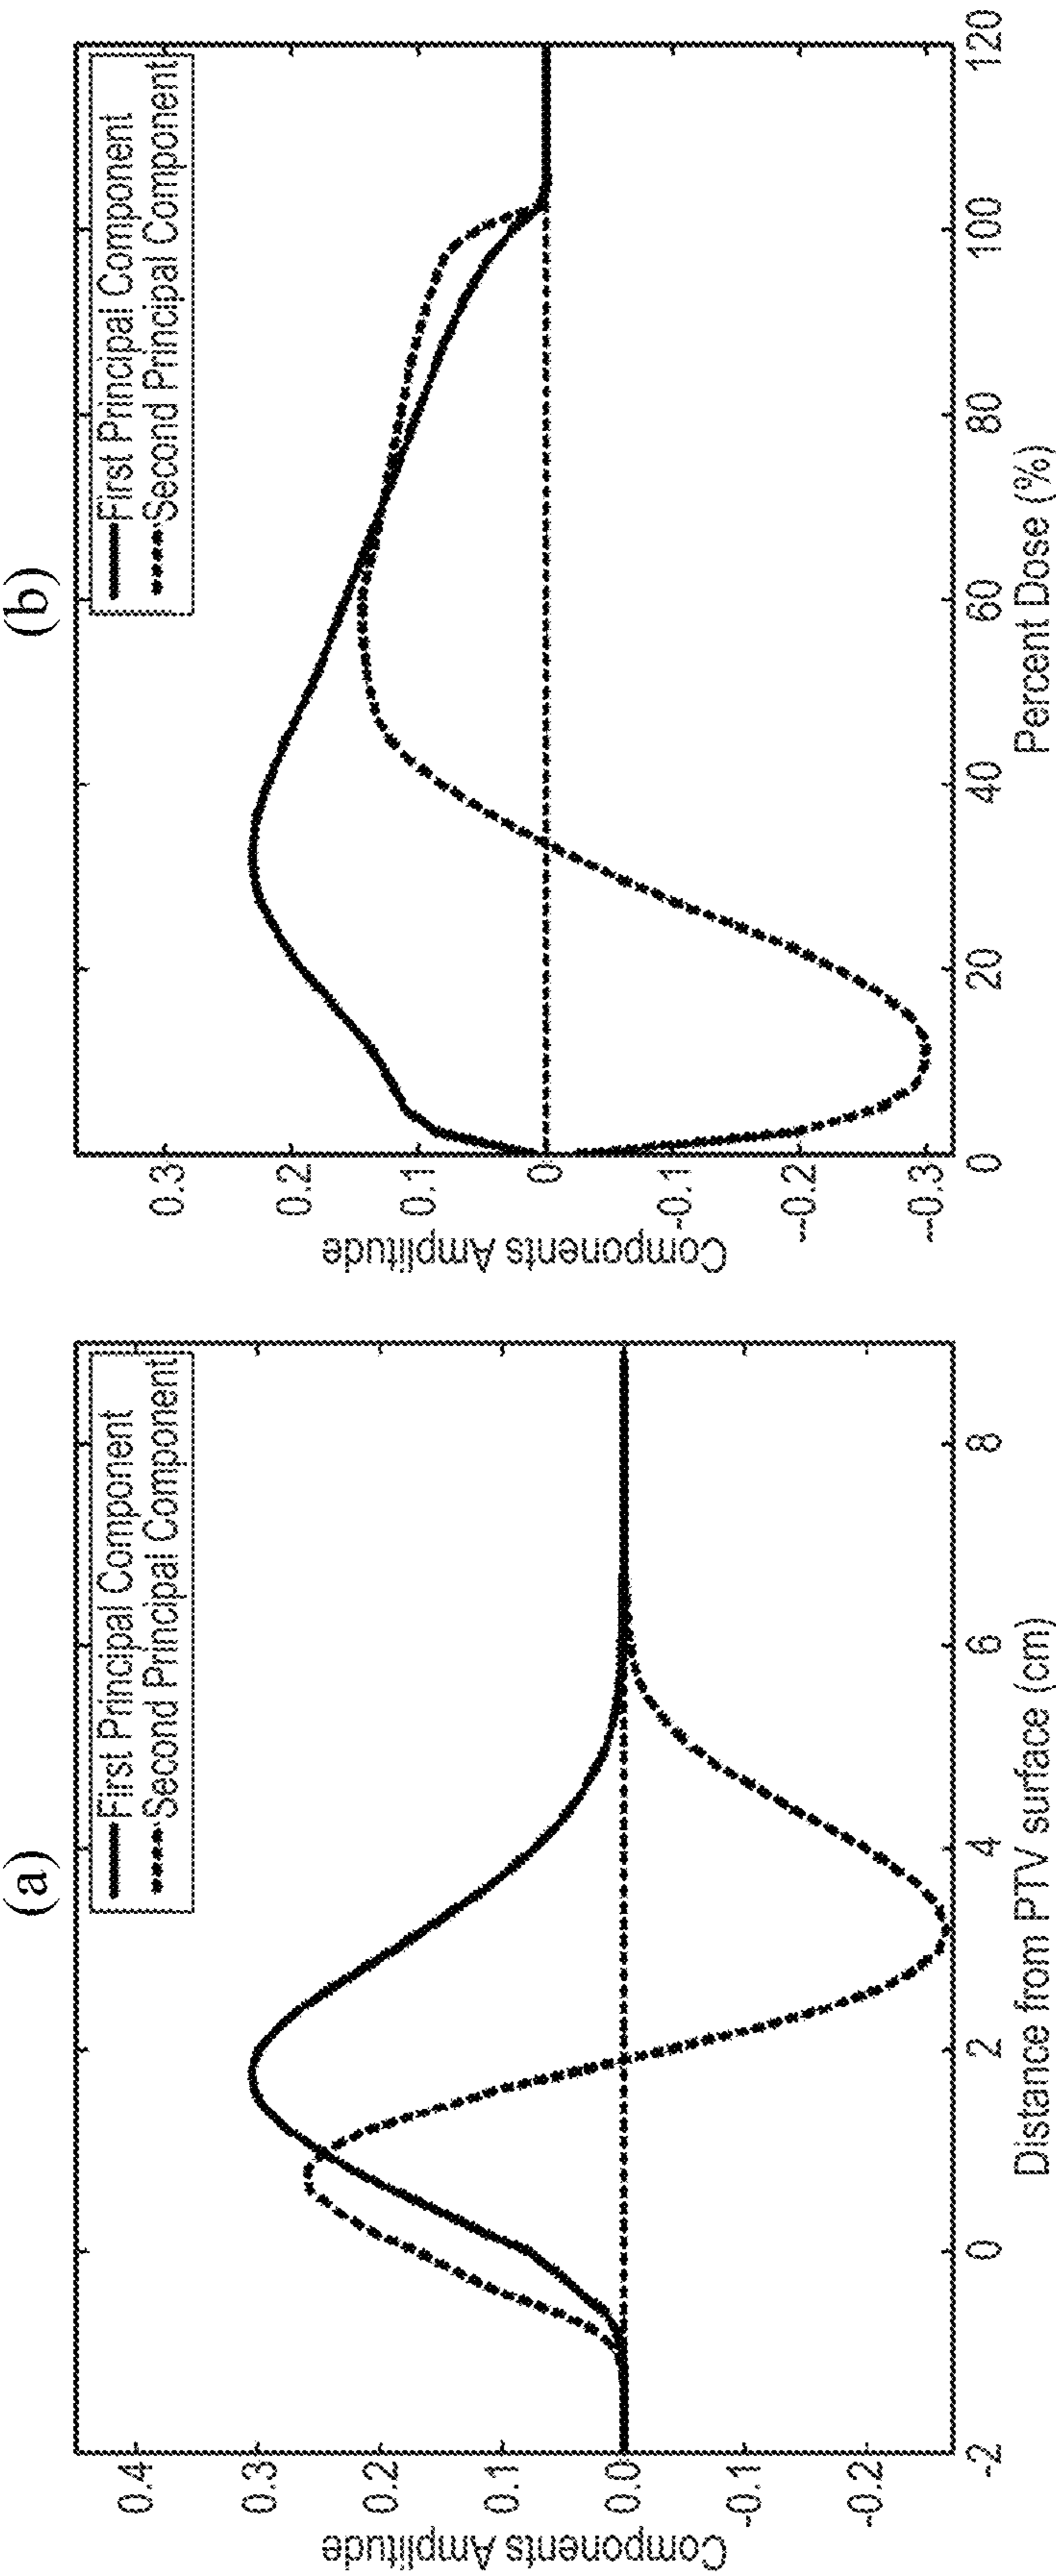 (a)
First Principal Component
Second Principal Component
Components Amplitude
0.4
0.3
0.2
0.1
0.0
-0.1
-0.2
-2 0 2 4 6 8
Distance from PTV surface (cm)
(b)
First Principal Component
Second Principal Component
Components Amplitude
0.3
0.2
0.1
0
-0.1
-0.2
-0.3
0 20 40 60 80 100 120
Percent Dose (%)